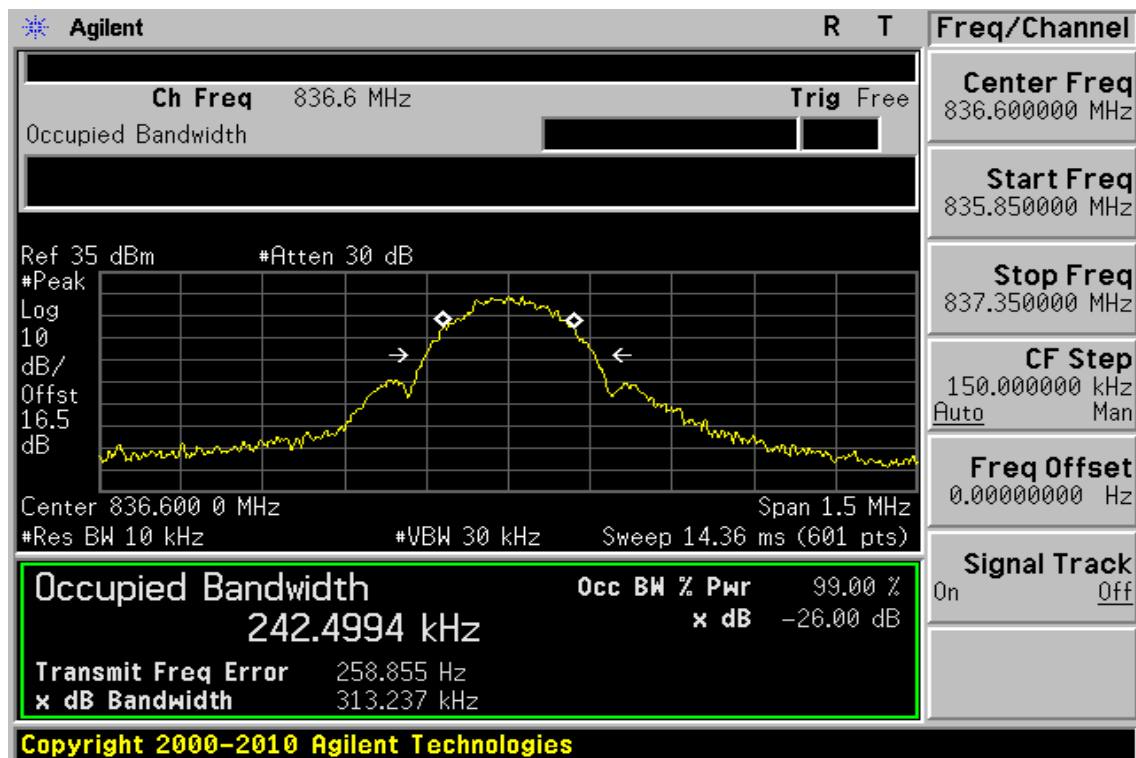 Agilent R T
Freq/Channel
Ch Freq 836.6 MHz Trig Free
Occupied Bandwidth
Center Freq
836.600000 MHz
Start Freq
835.850000 MHz
Stop Freq
837.350000 MHz
CF Step
150.000000 kHz
Auto Man
Freq Offset
0.00000000 Hz
Signal Track
On Off
Ref 35 dBm #Atten 30 dB
#Peak
Log
10
dB/
Offst
16.5
dB
Center 836.600 0 MHz Span 1.5 MHz
#Res BW 10 kHz #VBW 30 kHz Sweep 14.36 ms (601 pts)
Occupied Bandwidth
242.4994 kHz
Occ BW % Pwr 99.00 %
x dB -26.00 dB
Transmit Freq Error 258.855 Hz
x dB Bandwidth 313.237 kHz
Copyright 2000-2010 Agilent Technologies